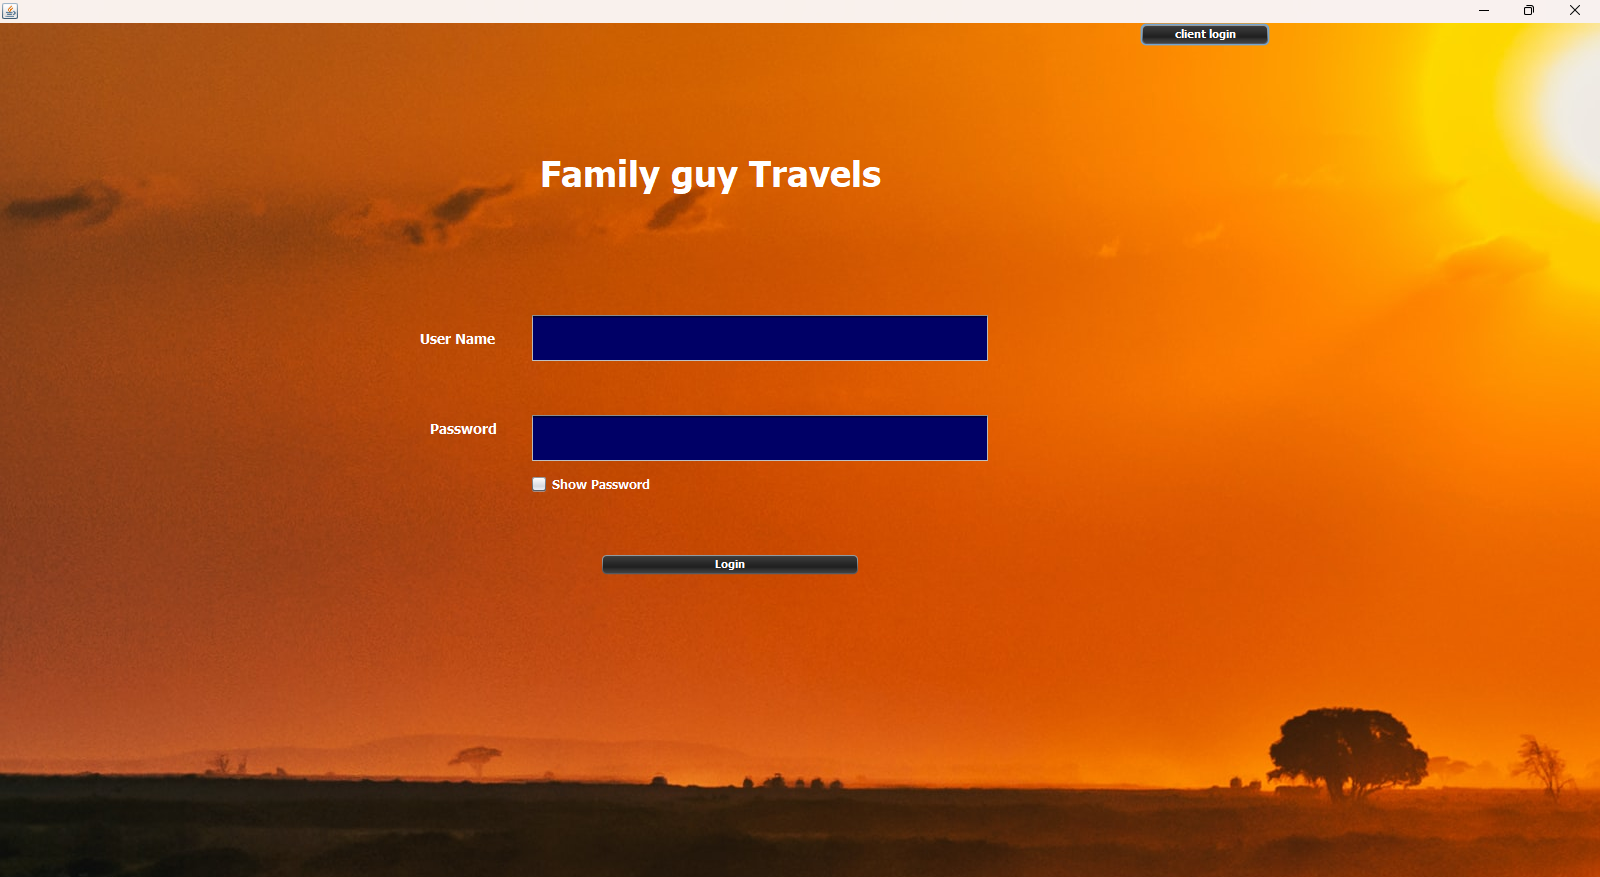 client login
Family guy Travels
User Name
Password
Show Password
Login